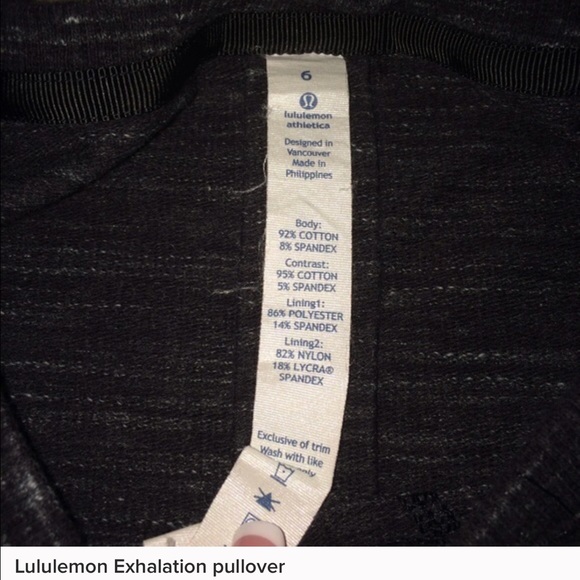 6
lululemon
athletica
Designed in
Vancouver
Made in
Philippines
Body:
92% COTTON
8% SPANDEX
Contrast:
95% COTTON
5% SPANDEX
Lining1:
86% POLYESTER
14% SPANDEX
Lining2:
82% NYLON
18% LYCRA®
SPANDEX
Exclusive of trim
Wash with like
Lululemon Exhalation pullover